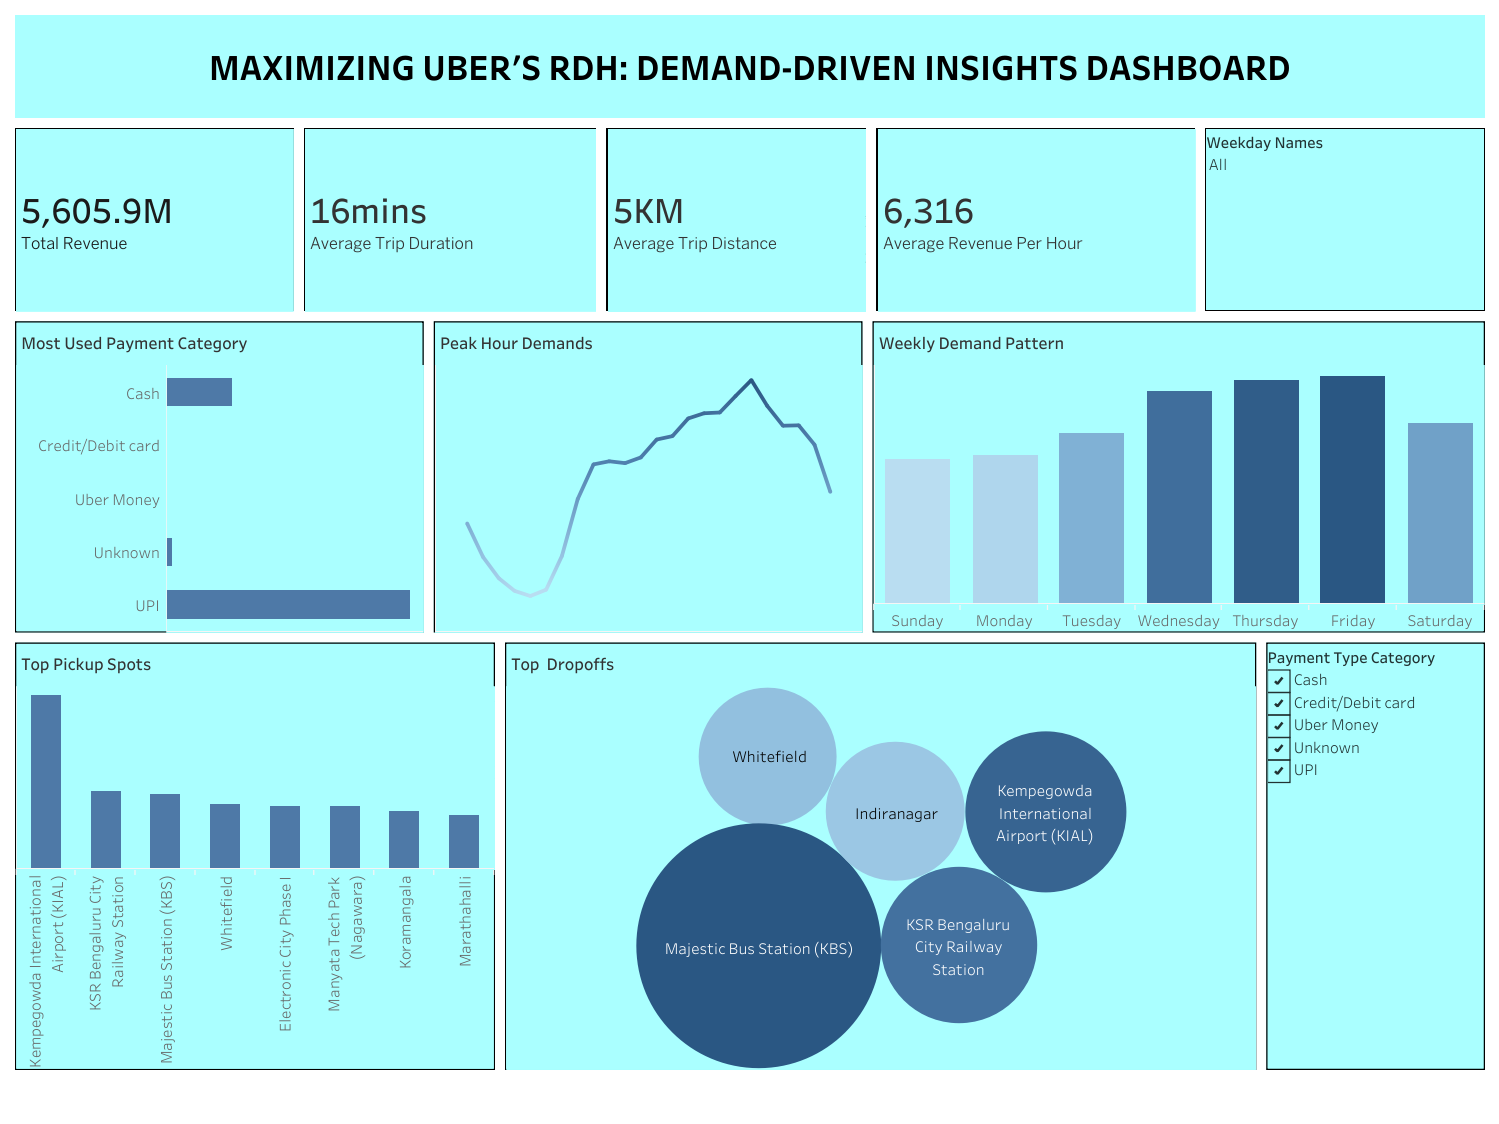 MAXIMIZING UBER’S RDH: DEMAND-DRIVEN INSIGHTS DASHBOARD
5,605.9M
Total Revenue
16mins
Average Trip Duration
5KM
Average Trip Distance
6,316
Average Revenue Per Hour
Weekday Names
All
Most Used Payment Category
Cash
Credit/Debit card
Uber Money
Unknown
UPI
Peak Hour Demands
Weekly Demand Pattern
Sunday
Monday
Tuesday
Wednesday
Thursday
Friday
Saturday
Top Pickup Spots
Kempegowda International
Airport (KIAL)
KSR Bengaluru City
Railway Station
Majestic Bus Station (KBS)
Whitefield
Electronic City Phase I
Manyata Tech Park
(Nagawara)
Koramangala
Marathahalli
Top  Dropoffs
Whitefield
Indiranagar
Kempegowda
International
Airport (KIAL)
Majestic Bus Station (KBS)
KSR Bengaluru
City Railway
Station
Payment Type Category
Cash
Credit/Debit card
Uber Money
Unknown
UPI